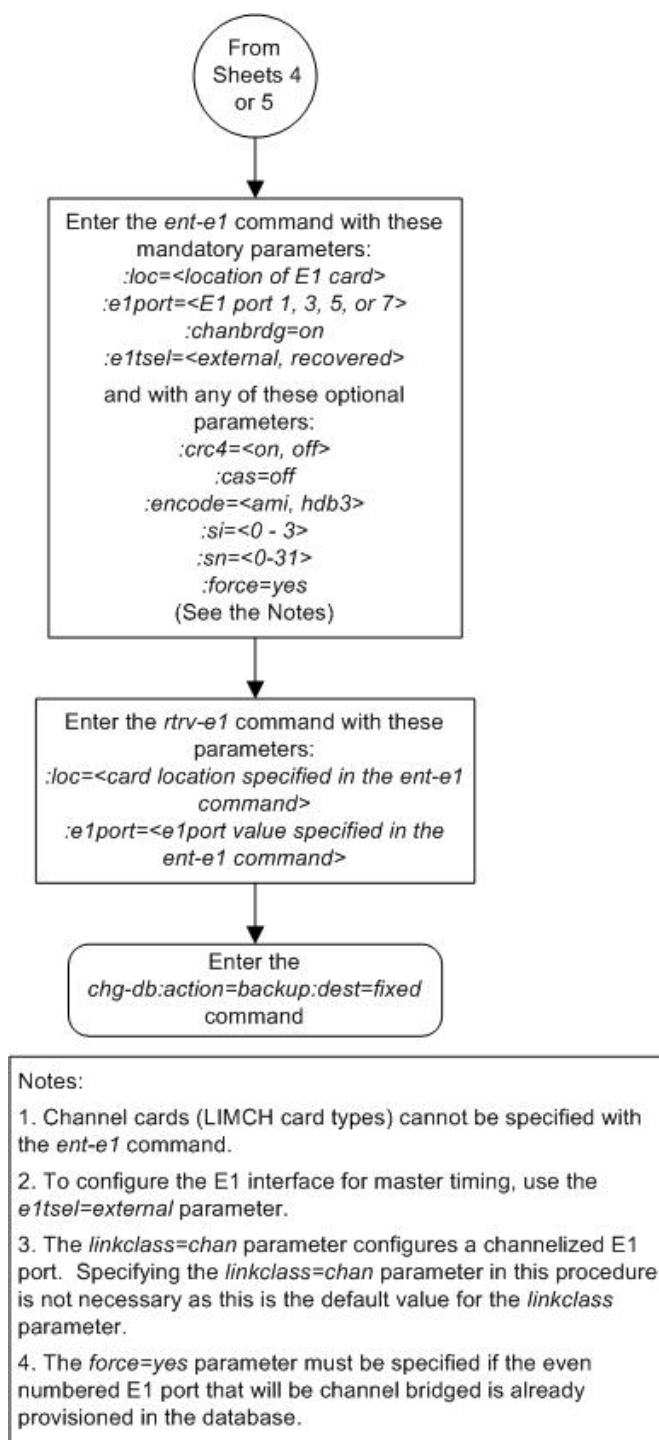 From
Sheets 4
or 5
Enter the ent-e1 command with these
mandatory parameters:
:loc=<location of E1 card>
:e1port=<E1 port 1, 3, 5, or 7>
:chanbrdg=on
:e1tsel=<external, recovered>
and with any of these optional
parameters:
:crc4=<on, off>
:cas=off
:encode=<ami, hdb3>
:si=<0 - 3>
:sn=<0-31>
:force=yes
(See the Notes)
Enter the rtrv-e1 command with these
parameters:
:loc=<card location specified in the ent-e1
command>
:e1port=<e1port value specified in the
ent-e1 command>
Enter the
chg-db:action=backup:dest=fixed
command
Notes:
1. Channel cards (LIMCH card types) cannot be specified with
the ent-e1 command.
2. To configure the E1 interface for master timing, use the
e1tsel=external parameter.
3. The linkclass=chan parameter configures a channelized E1
port.  Specifying the linkclass=chan parameter in this procedure
is not necessary as this is the default value for the linkclass
parameter.
4. The force=yes parameter must be specified if the even
numbered E1 port that will be channel bridged is already
provisioned in the database.